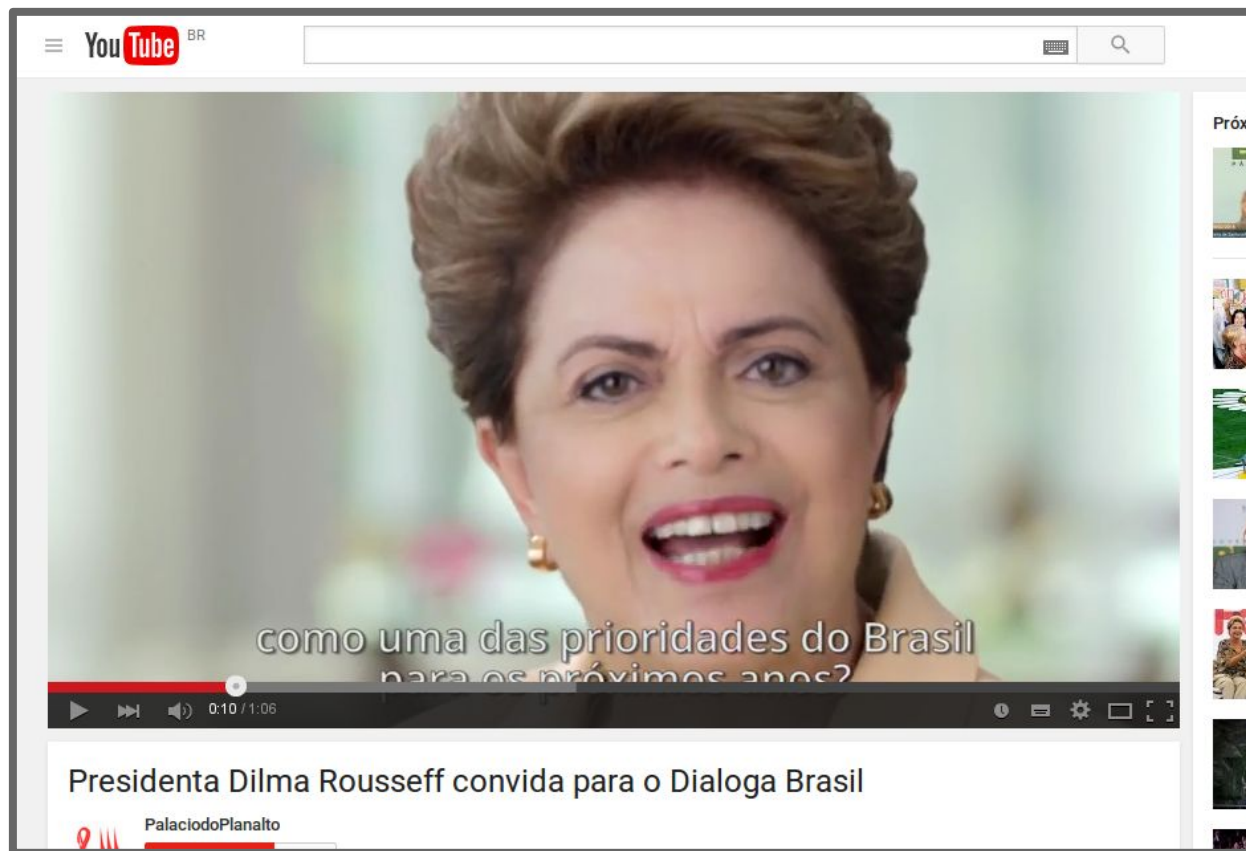 YouTube BR
Próx
como uma das prioridades do Brasil
para os próximos anos?
0:10 / 1:06
Presidenta Dilma Rousseff convida para o Dialoga Brasil
PalaciodoPlanalto